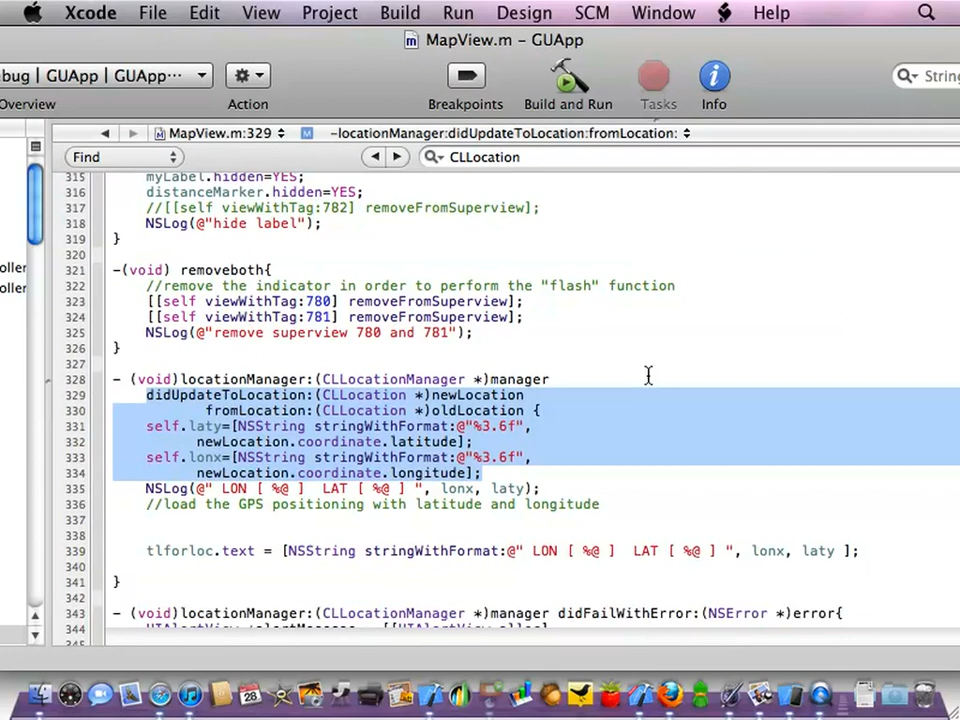 Xcode File Edit View Project Build Run Design SCM Window Help
MapView.m – GUApp
bug | GUApp | GUApp···
Strin
Overview Action Breakpoints Build and Run Tasks Info
MapView.m:329 -locationManager:didUpdateToLocation:fromLocation:
Find CLLocation
315 myLabel.hidden=YES;
316 distanceMarker.hidden=YES;
317 //[[self viewWithTag:782] removeFromSuperview];
318 NSLog(@"hide label");
319 }
320
321 -(void) removeboth{
322 //remove the indicator in order to perform the "flash" function
323 [[self viewWithTag:780] removeFromSuperview];
324 [[self viewWithTag:781] removeFromSuperview];
325 NSLog(@"remove superview 780 and 781");
326 }
327
328 - (void)locationManager:(CLLocationManager *)manager
329 didUpdateToLocation:(CLLocation *)newLocation
330 fromLocation:(CLLocation *)oldLocation {
331 self.laty=[NSString stringWithFormat:@"%3.6f",
332 newLocation.coordinate.latitude];
333 self.lonx=[NSString stringWithFormat:@"%3.6f",
334 newLocation.coordinate.longitude];
335 NSLog(@" LON [ %@ ] LAT [ %@ ] ", lonx, laty);
336 //load the GPS positioning with latitude and longitude
337
338
339 tlforloc.text = [NSString stringWithFormat:@" LON [ %@ ] LAT [ %@ ] ", lonx, laty ];
340
341 }
342
343 - (void)locationManager:(CLLocationManager *)manager didFailWithError:(NSError *)error{
344
oller
oller
28